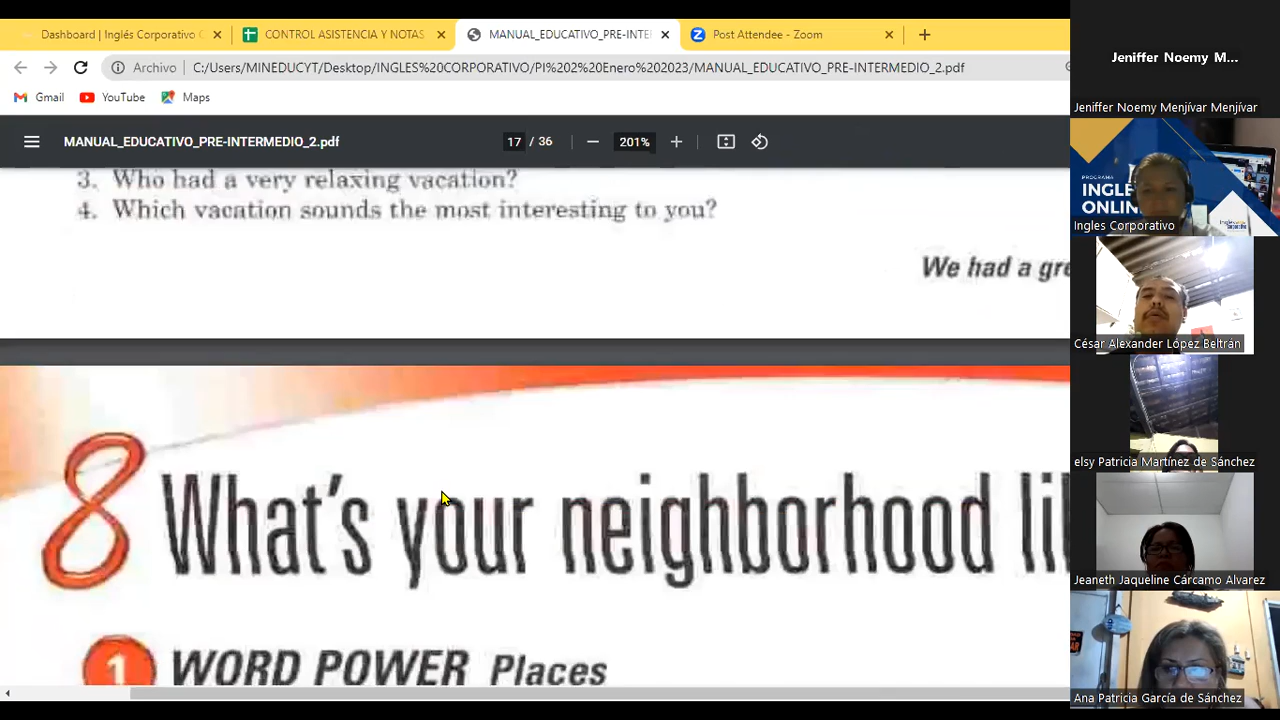 Dashboard | Inglés Corporativo
CONTROL ASISTENCIA Y NOTAS
MANUAL_EDUCATIVO_PRE-INTE
Post Attendee - Zoom
Archivo
C:/Users/MINEDUCYT/Desktop/INGLES%20CORPORATIVO/PI%202%20Enero%202023/MANUAL_EDUCATIVO_PRE-INTERMEDIO_2.pdf
Gmail
YouTube
Maps
MANUAL_EDUCATIVO_PRE-INTERMEDIO_2.pdf
17 / 36
201%
3. Who had a very relaxing vacation?
4. Which vacation sounds the most interesting to you?
We had a gre
8 What's your neighborhood li
1 WORD POWER Places
Jeniffer Noemy M...
Jeniffer Noemy Menjívar Menjívar
PROGRAMA
INGLE
ONLIN
Ingles Corporativo
César Alexander López Beltrán
elsy Patricia Martínez de Sánchez
Jeaneth Jaqueline Cárcamo Alvarez
Ana Patricia García de Sánchez